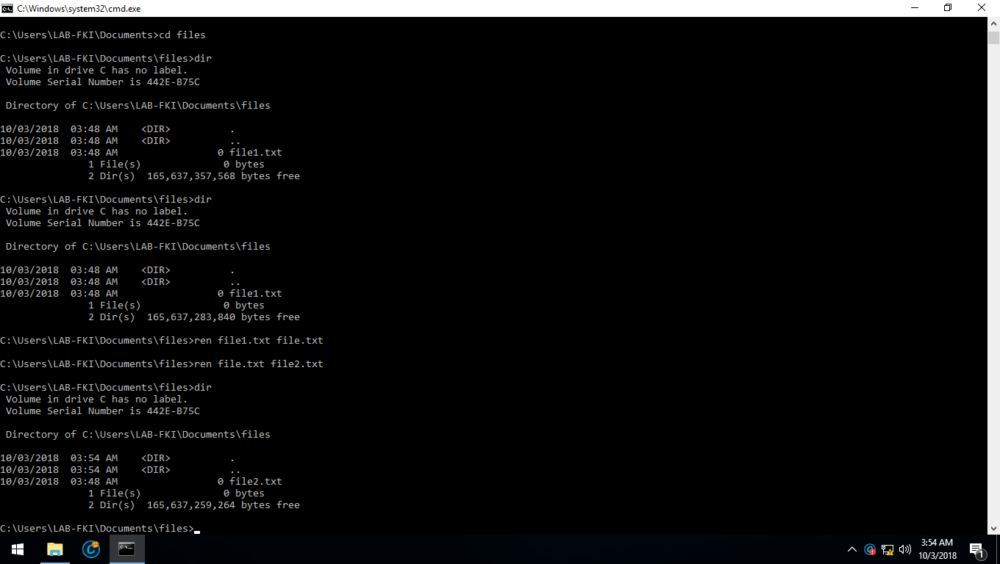 C:\Windows\system32\cmd.exe
C:\Users\LAB-FKI\Documents>cd files
C:\Users\LAB-FKI\Documents\files>dir
 Volume in drive C has no label.
 Volume Serial Number is 442E-B75C
 Directory of C:\Users\LAB-FKI\Documents\files
10/03/2018  03:48 AM    <DIR>          .
10/03/2018  03:48 AM    <DIR>          ..
10/03/2018  03:48 AM                 0 file1.txt
               1 File(s)              0 bytes
               2 Dir(s)  165,637,357,568 bytes free
C:\Users\LAB-FKI\Documents\files>dir
 Volume in drive C has no label.
 Volume Serial Number is 442E-B75C
 Directory of C:\Users\LAB-FKI\Documents\files
10/03/2018  03:48 AM    <DIR>          .
10/03/2018  03:48 AM    <DIR>          ..
10/03/2018  03:48 AM                 0 file1.txt
               1 File(s)              0 bytes
               2 Dir(s)  165,637,283,840 bytes free
C:\Users\LAB-FKI\Documents\files>ren file1.txt file.txt
C:\Users\LAB-FKI\Documents\files>ren file.txt file2.txt
C:\Users\LAB-FKI\Documents\files>dir
 Volume in drive C has no label.
 Volume Serial Number is 442E-B75C
 Directory of C:\Users\LAB-FKI\Documents\files
10/03/2018  03:54 AM    <DIR>          .
10/03/2018  03:54 AM    <DIR>          ..
10/03/2018  03:48 AM                 0 file2.txt
               1 File(s)              0 bytes
               2 Dir(s)  165,637,259,264 bytes free
C:\Users\LAB-FKI\Documents\files>_
3:54 AM
10/3/2018
1